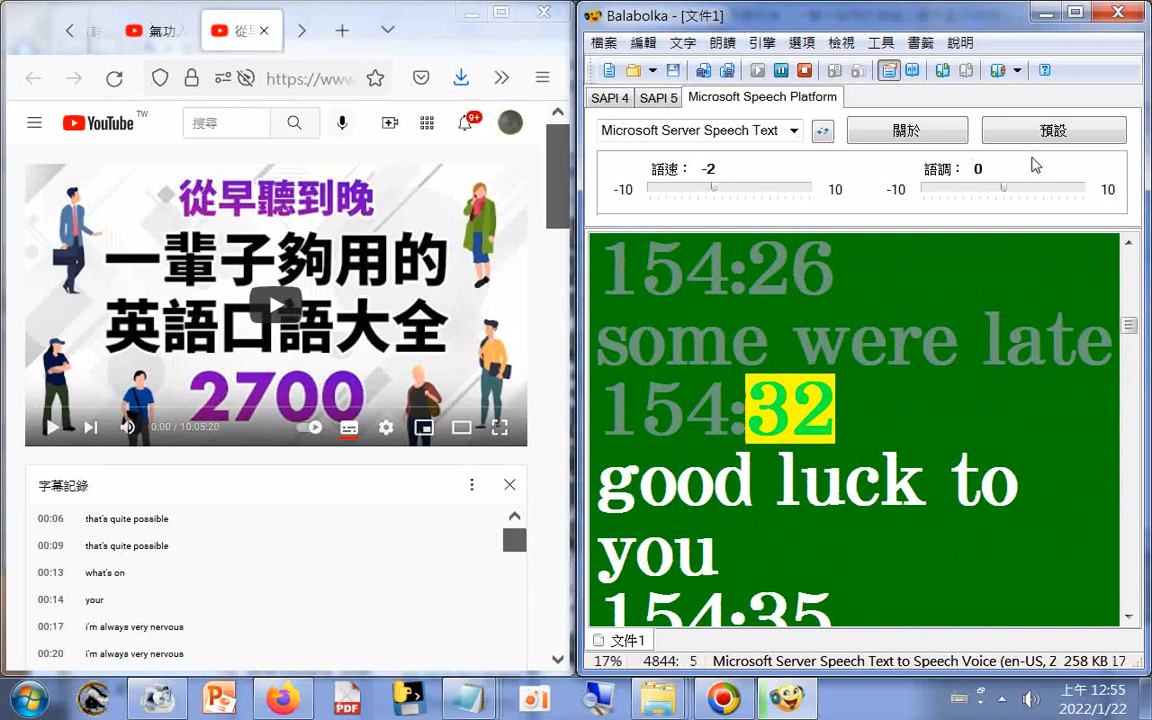 氣功
從
https://www
YouTube TW
搜尋
9+
從早聽到晚
一輩子夠用的
英語口語大全
2700
0:00 / 10:05:20
字幕記錄
00:06 that's quite possible
00:09 that's quite possible
00:13 what's on
00:14 your
00:17 i'm always very nervous
00:20 i'm always very nervous
Balabolka - [文件1]
檔案 編輯 文字 朗讀 引擎 選項 檢視 工具 書籤 說明
SAPI 4 SAPI 5 Microsoft Speech Platform
Microsoft Server Speech Text
關於
預設
語速： -2
語調： 0
-10 10 -10 10
154:26
some were late
154:32
good luck to
you
154:35
文件1
17% 4844: 5 Microsoft Server Speech Text to Speech Voice (en-US, Z 258 KB 17
PDF
上午 12:55
2022/1/22